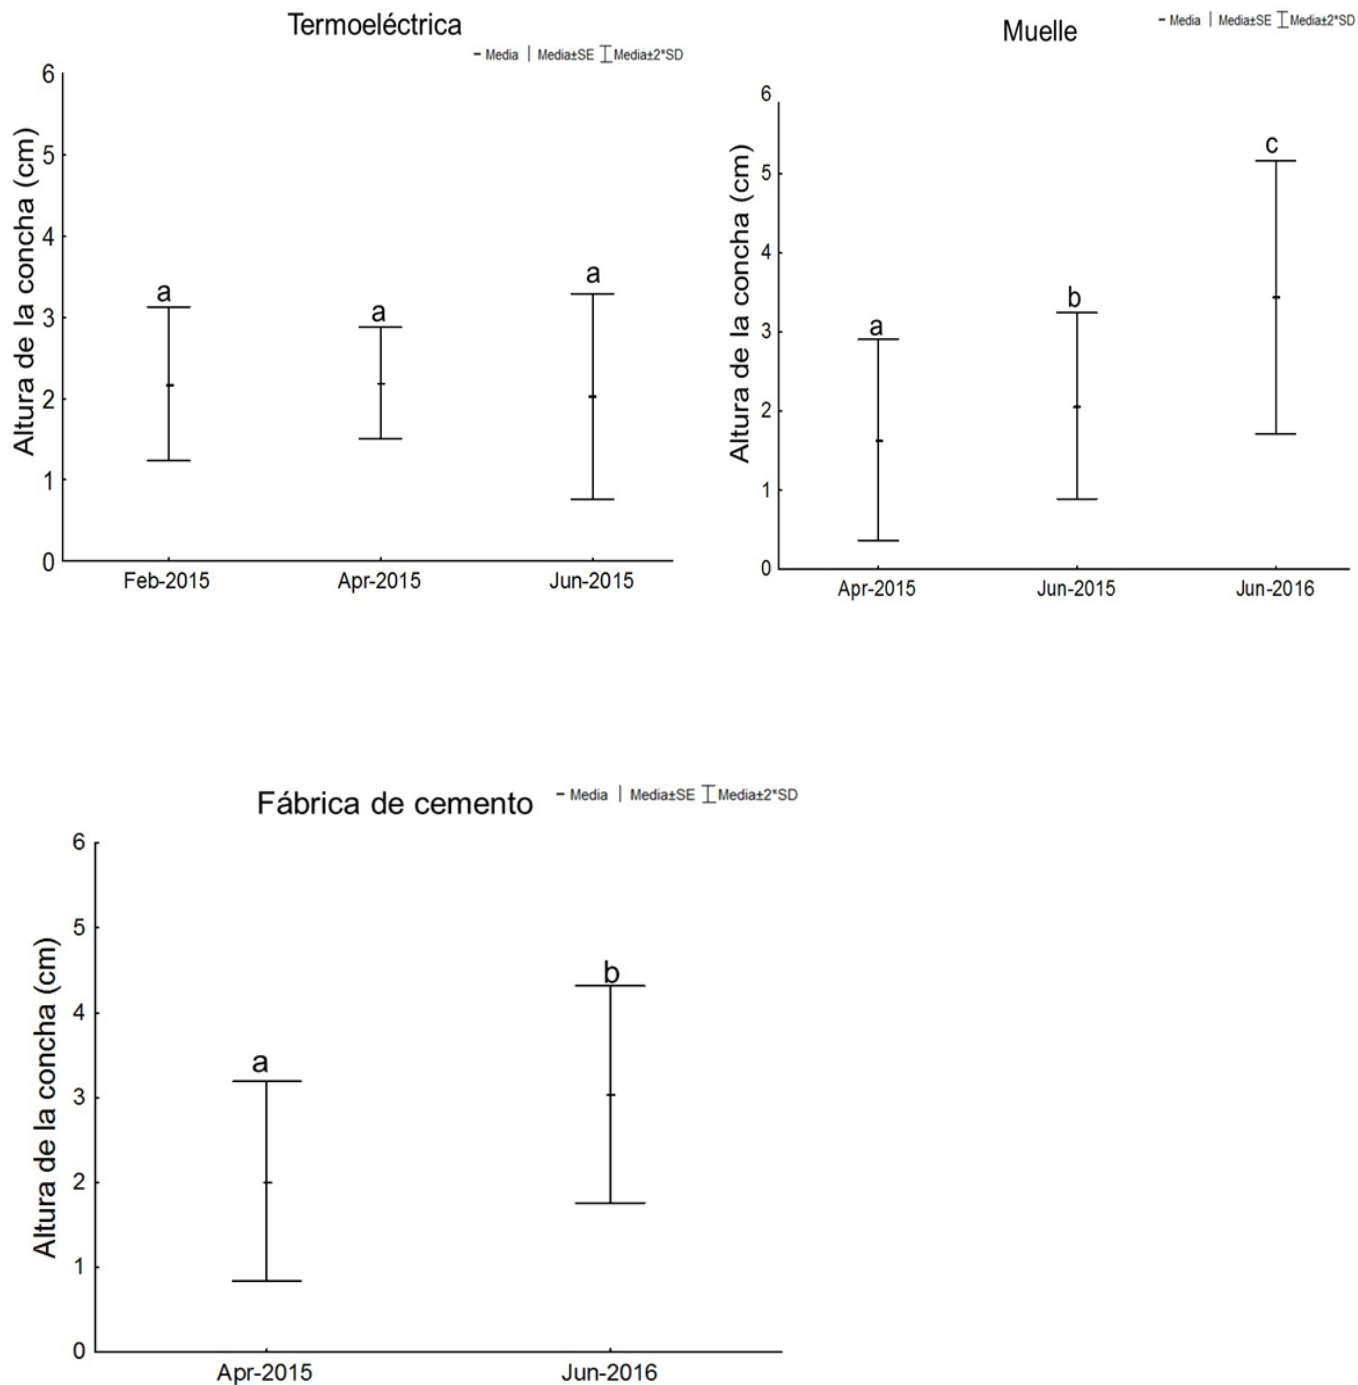 Termoeléctrica
Media Media±SE Media±2*SD
Altura de la concha (cm)
6
5
4
3
2
1
0
a a a
Feb-2015 Apr-2015 Jun-2015
Muelle
Media Media±SE Media±2*SD
Altura de la concha (cm)
6
5
4
3
2
1
0
a b c
Apr-2015 Jun-2015 Jun-2016
Fábrica de cemento
Media Media±SE Media±2*SD
Altura de la concha (cm)
6
5
4
3
2
1
0
a b
Apr-2015 Jun-2016